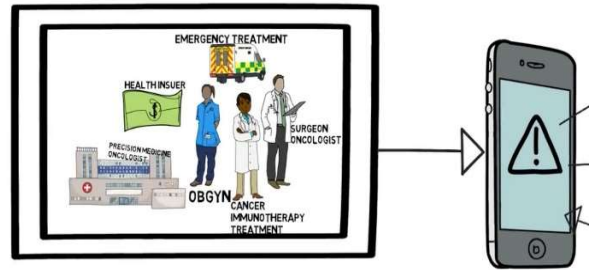 EMERGENCY TREATMENT
HEALTH INSUER
SURGEON
ONCOLOGIST
PRECISION MEDICINE
ONCOLOGIST
OBGYN
CANCER
IMMUNOTHERAPY
TREATMENT